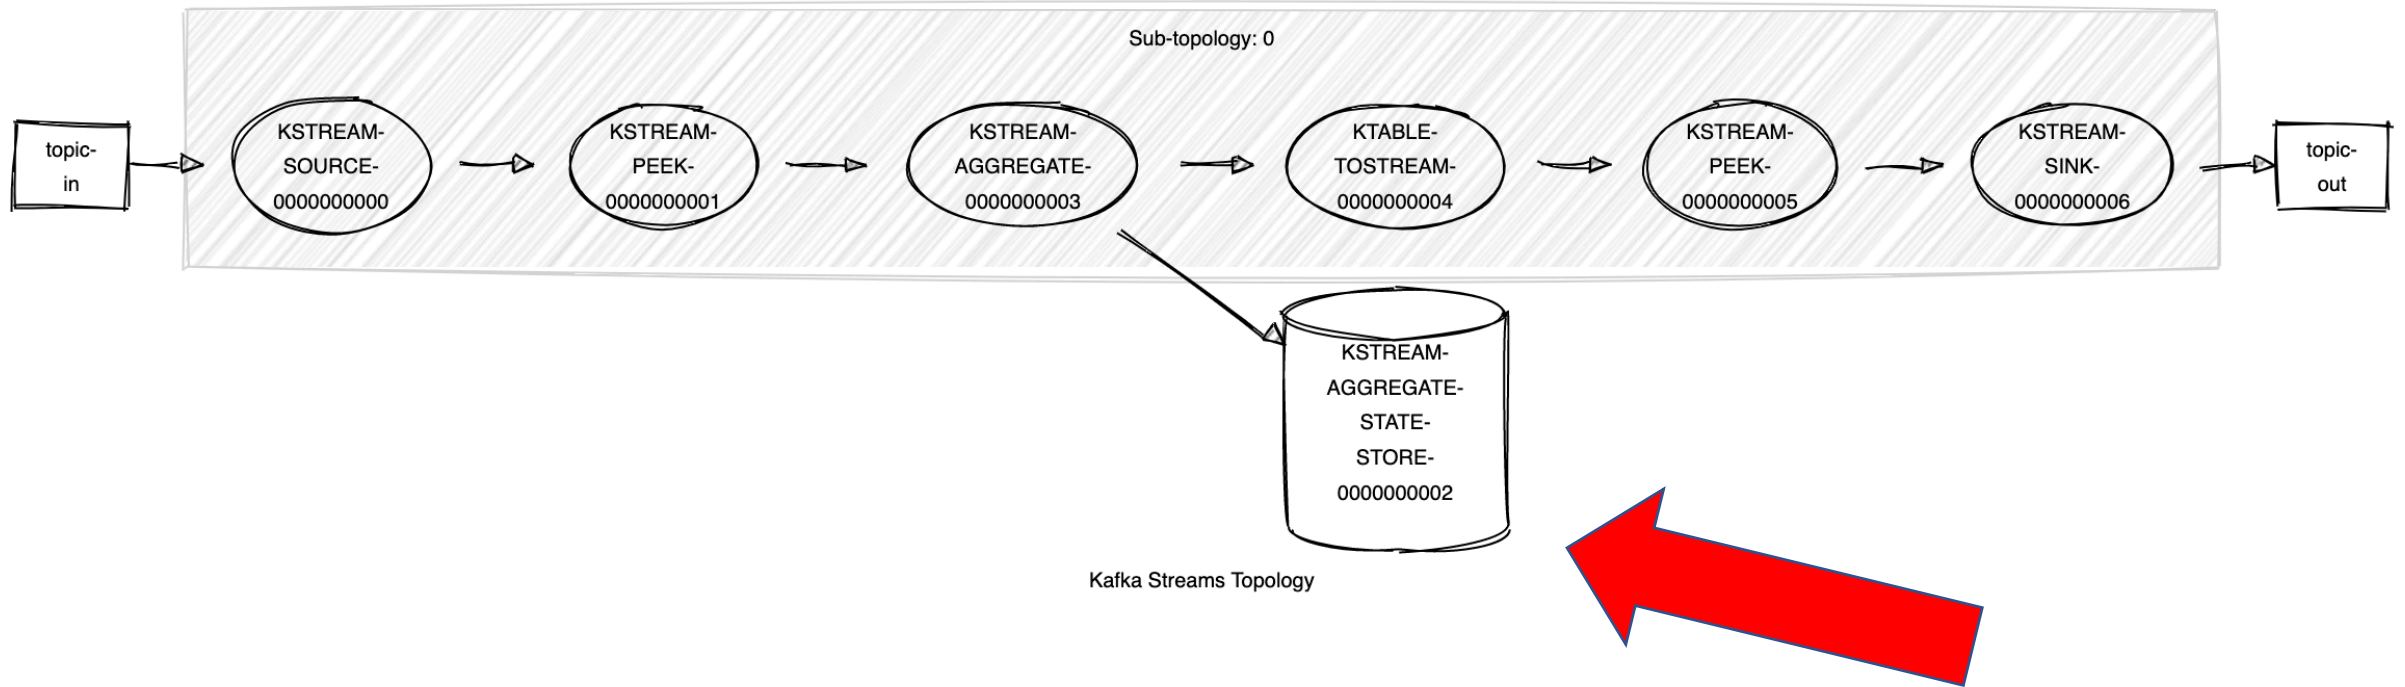 Sub-topology: 0
topic-
in
KSTREAM-
SOURCE-
0000000000
KSTREAM-
PEEK-
0000000001
KSTREAM-
AGGREGATE-
0000000003
KTABLE-
TOSTREAM-
0000000004
KSTREAM-
PEEK-
0000000005
KSTREAM-
SINK-
0000000006
topic-
out
KSTREAM-
AGGREGATE-
STATE-
STORE-
0000000002
Kafka Streams Topology